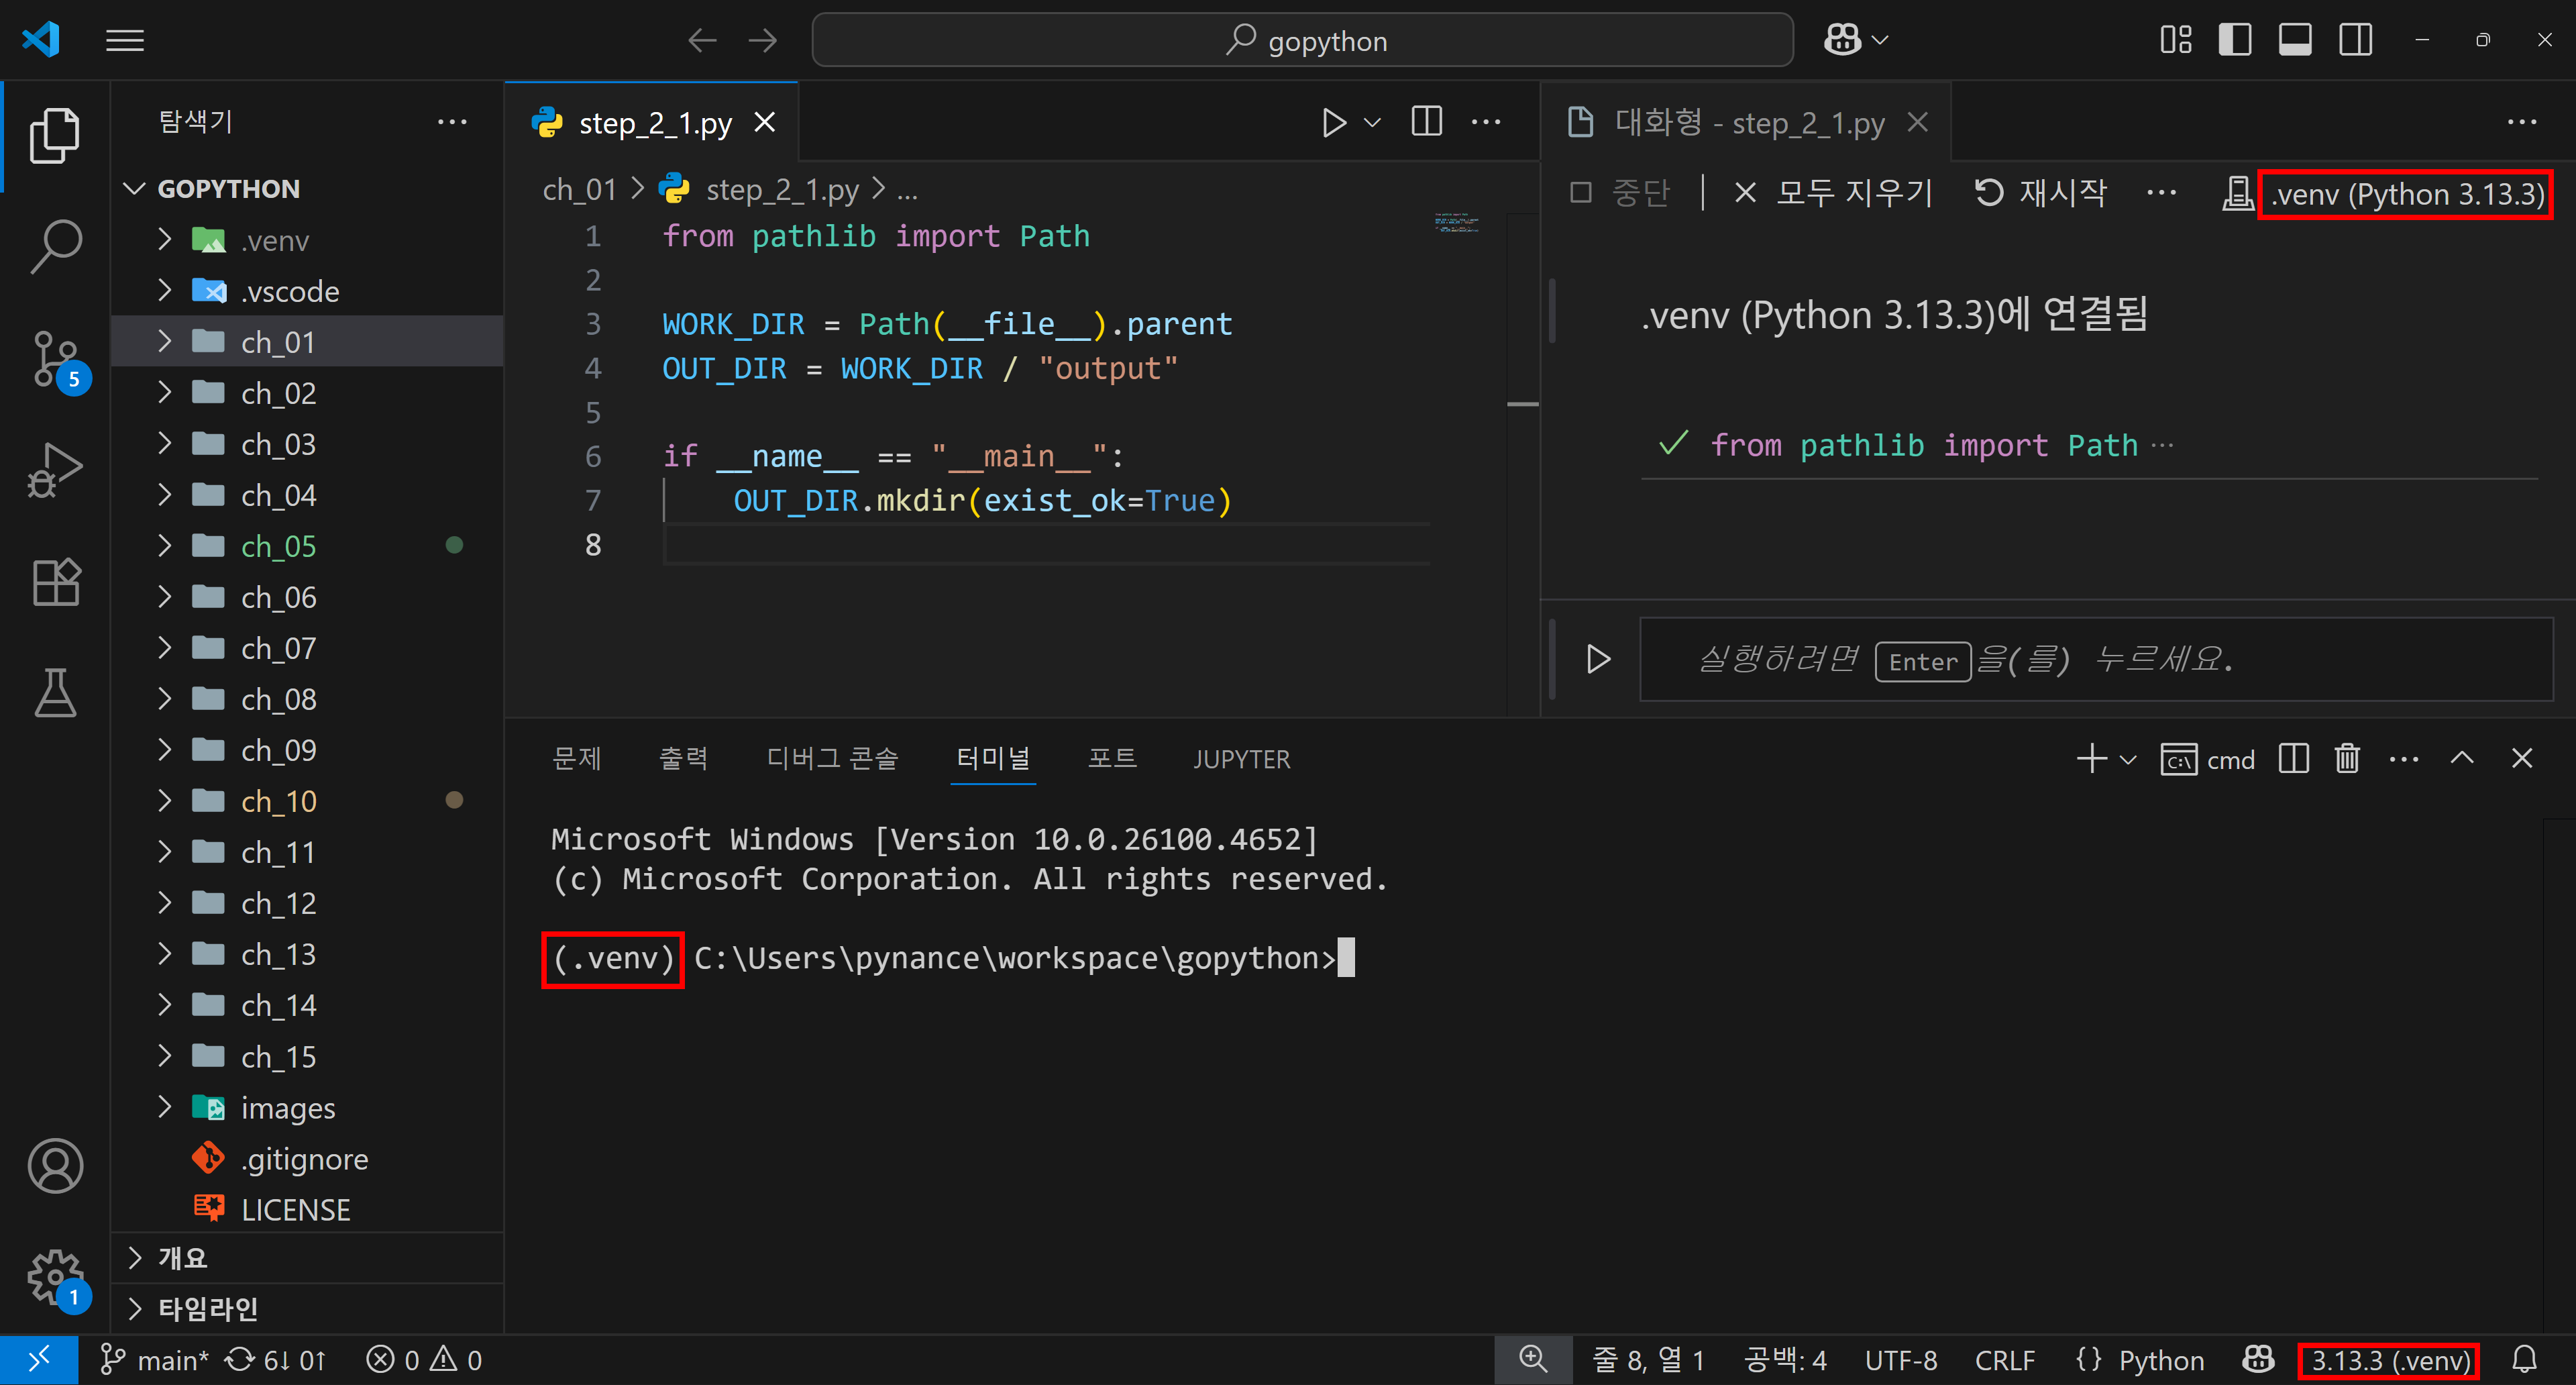 gopython
탐색기
GOPYTHON
.venv
.vscode
ch_01
ch_02
ch_03
ch_04
ch_05
ch_06
ch_07
ch_08
ch_09
ch_10
ch_11
ch_12
ch_13
ch_14
ch_15
images
.gitignore
LICENSE
개요
타임라인
5
1
step_2_1.py
ch_01 > step_2_1.py > ...
1 from pathlib import Path
2
3 WORK_DIR = Path(__file__).parent
4 OUT_DIR = WORK_DIR / "output"
5
6 if __name__ == "__main__":
7 OUT_DIR.mkdir(exist_ok=True)
8
대화형 - step_2_1.py
중단 | 모두 지우기 재시작 ... .venv (Python 3.13.3)
.venv (Python 3.13.3)에 연결됨
from pathlib import Path ...
실행하려면 Enter 을(를) 누르세요.
문제 출력 디버그 콘솔 터미널 포트 JUPYTER
cmd
Microsoft Windows [Version 10.0.26100.4652]
(c) Microsoft Corporation. All rights reserved.
(.venv) C:\Users\pynance\workspace\gopython>
main* 6↓ 0↑ 0 0
줄 8, 열 1 공백: 4 UTF-8 CRLF {} Python 3.13.3 (.venv)